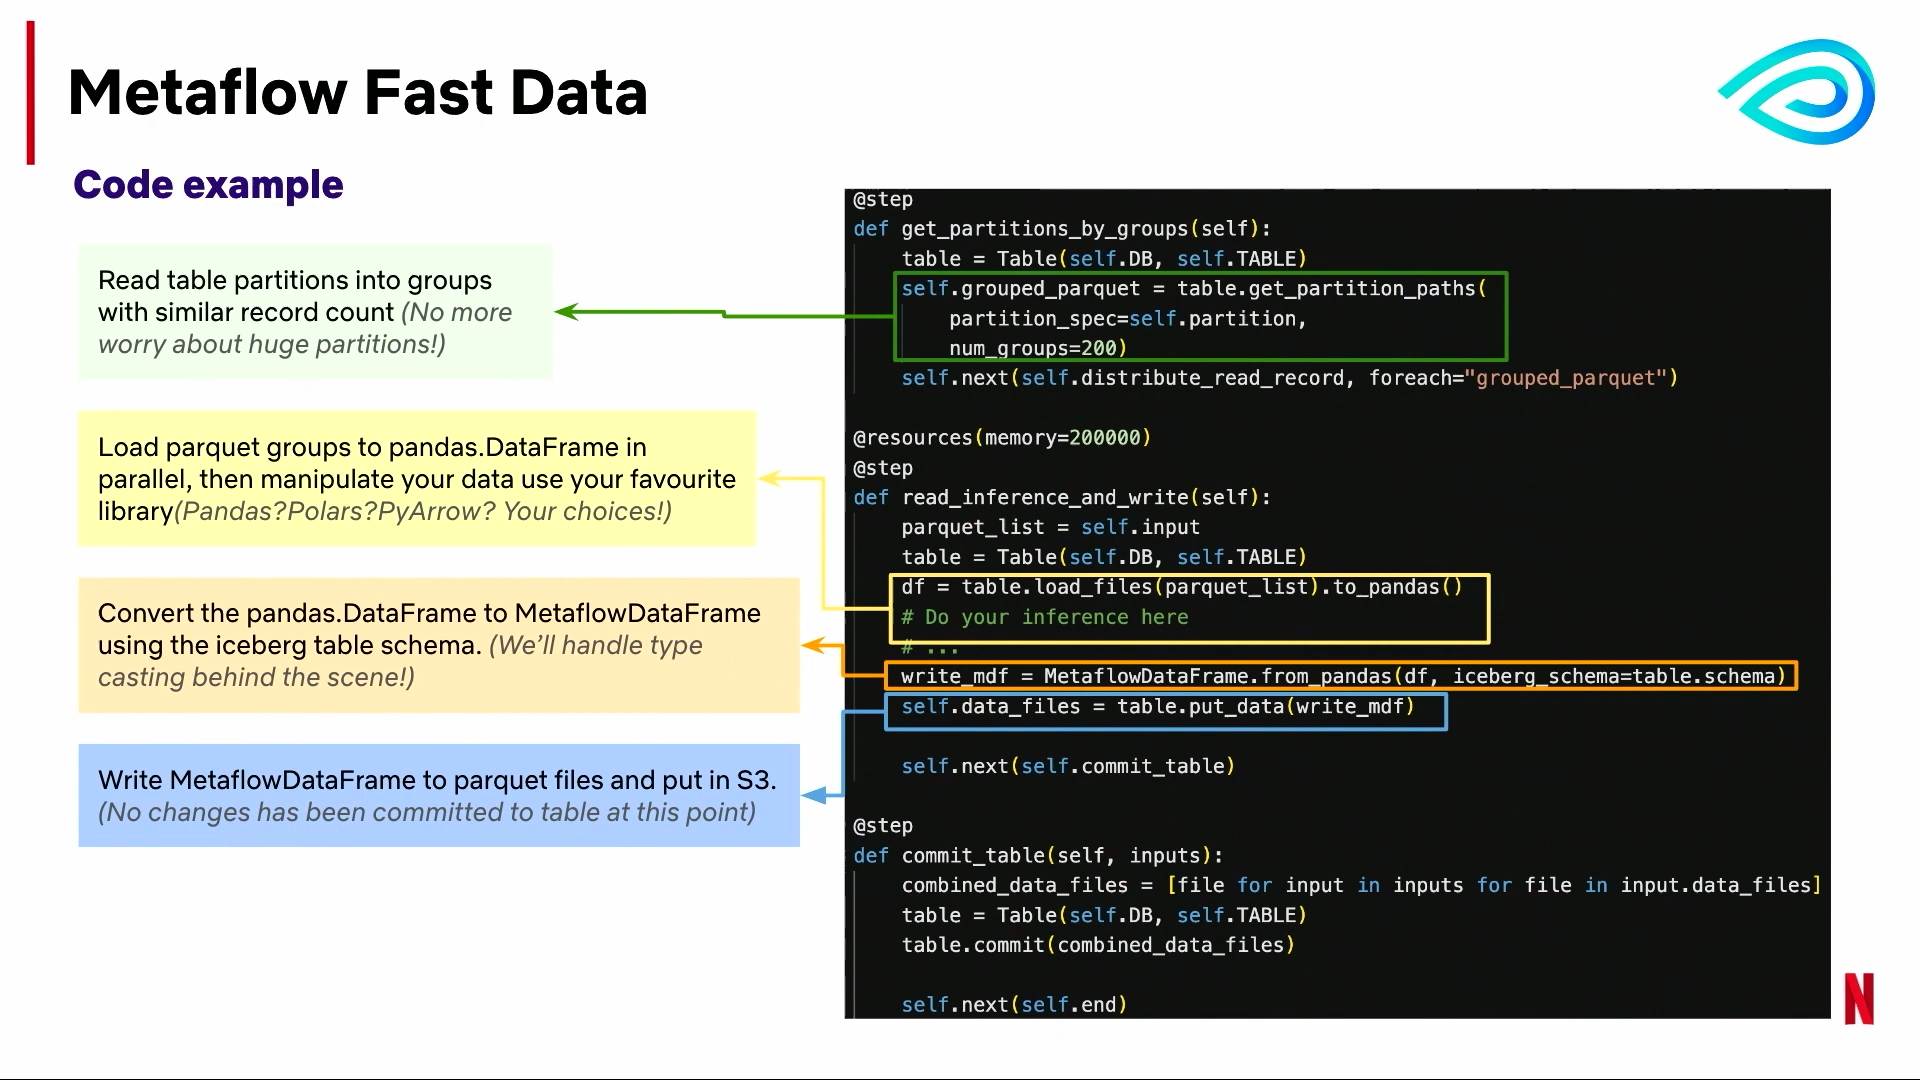 Metaflow Fast Data
Code example
Read table partitions into groups
with similar record count (No more
worry about huge partitions!)
Load parquet groups to pandas.DataFrame in
parallel, then manipulate your data use your favourite
library(Pandas?Polars?PyArrow? Your choices!)
Convert the pandas.DataFrame to MetaflowDataFrame
using the iceberg table schema. (We’ll handle type
casting behind the scene!)
Write MetaflowDataFrame to parquet files and put in S3.
(No changes has been committed to table at this point)
@step
def get_partitions_by_groups(self):
    table = Table(self.DB, self.TABLE)
    self.grouped_parquet = table.get_partition_paths(
        partition_spec=self.partition,
        num_groups=200)
    self.next(self.distribute_read_record, foreach="grouped_parquet")
@resources(memory=200000)
@step
def read_inference_and_write(self):
    parquet_list = self.input
    table = Table(self.DB, self.TABLE)
    df = table.load_files(parquet_list).to_pandas()
    # Do your inference here
    # ...
    write_mdf = MetaflowDataFrame.from_pandas(df, iceberg_schema=table.schema)
    self.data_files = table.put_data(write_mdf)
    self.next(self.commit_table)
@step
def commit_table(self, inputs):
    combined_data_files = [file for input in inputs for file in input.data_files]
    table = Table(self.DB, self.TABLE)
    table.commit(combined_data_files)
    self.next(self.end)
N